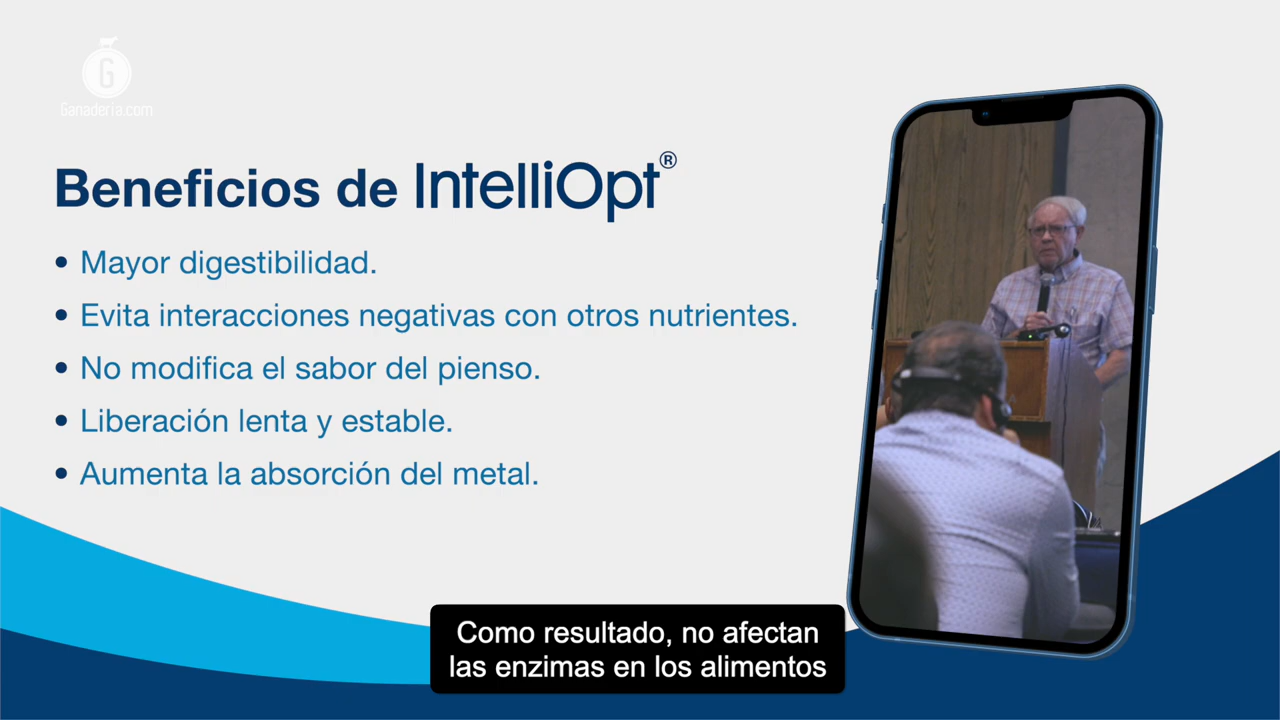 G
Ganaderia.com
Beneficios de IntelliOpt®
• Mayor digestibilidad.
• Evita interacciones negativas con otros nutrientes.
• No modifica el sabor del pienso.
• Liberación lenta y estable.
• Aumenta la absorción del metal.
Como resultado, no afectan
las enzimas en los alimentos